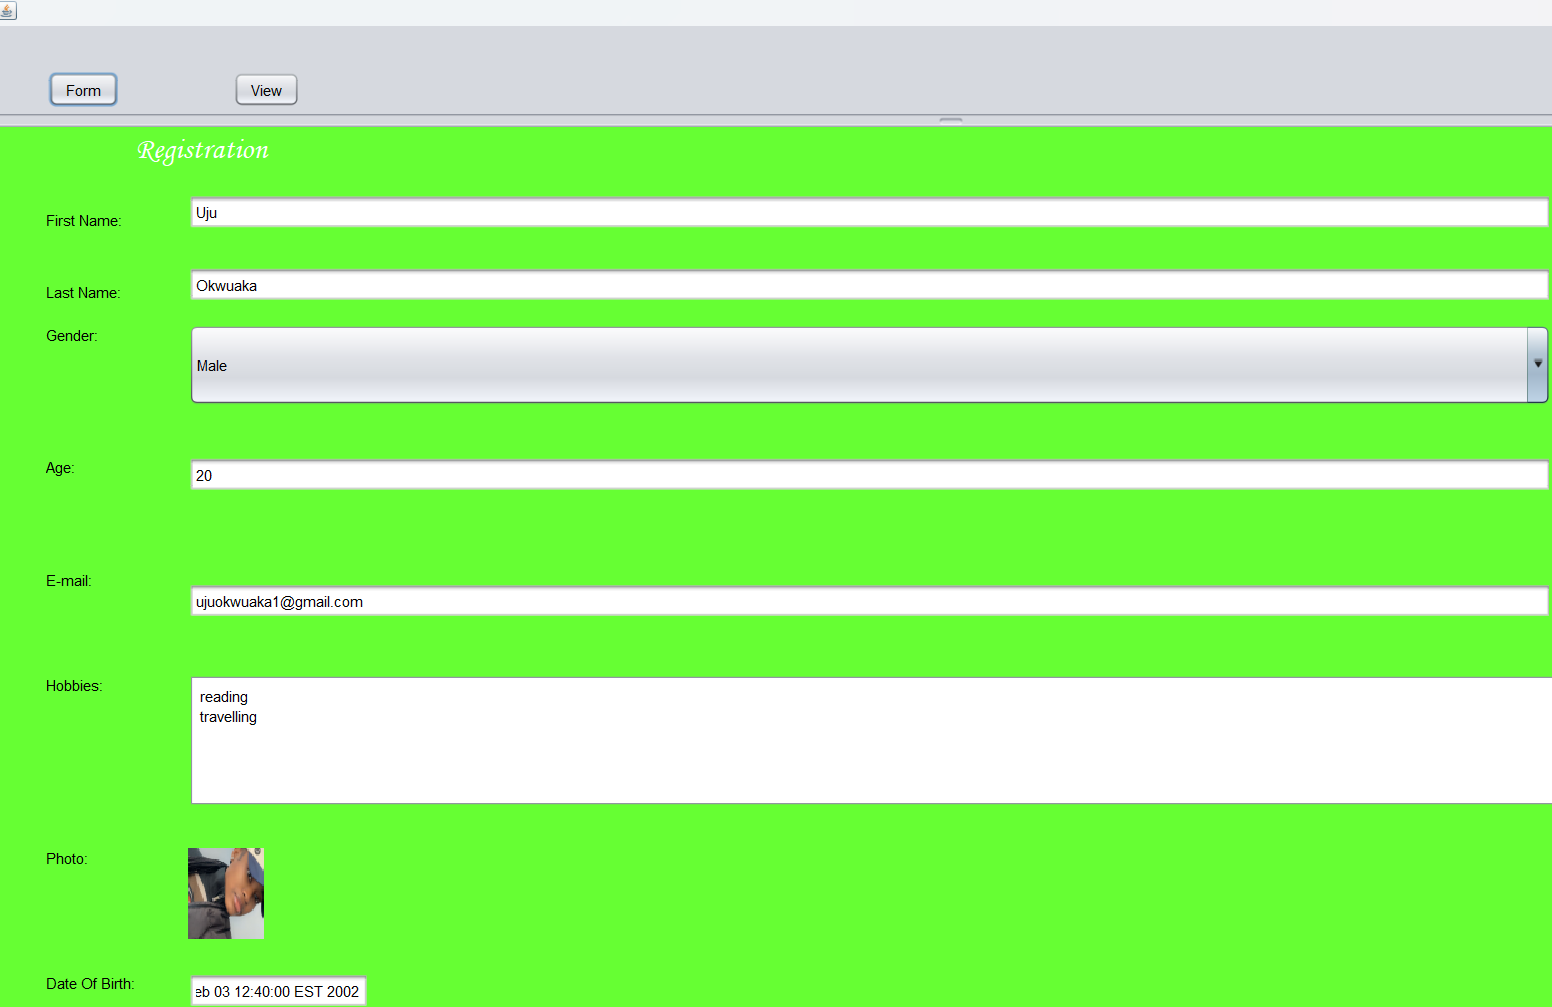 Form View
Registration
First Name: Uju
Last Name: Okwuaka
Gender: Male
Age: 20
E-mail: ujuokwuaka1@gmail.com
Hobbies: reading
travelling
Photo:
Date Of Birth: eb 03 12:40:00 EST 2002